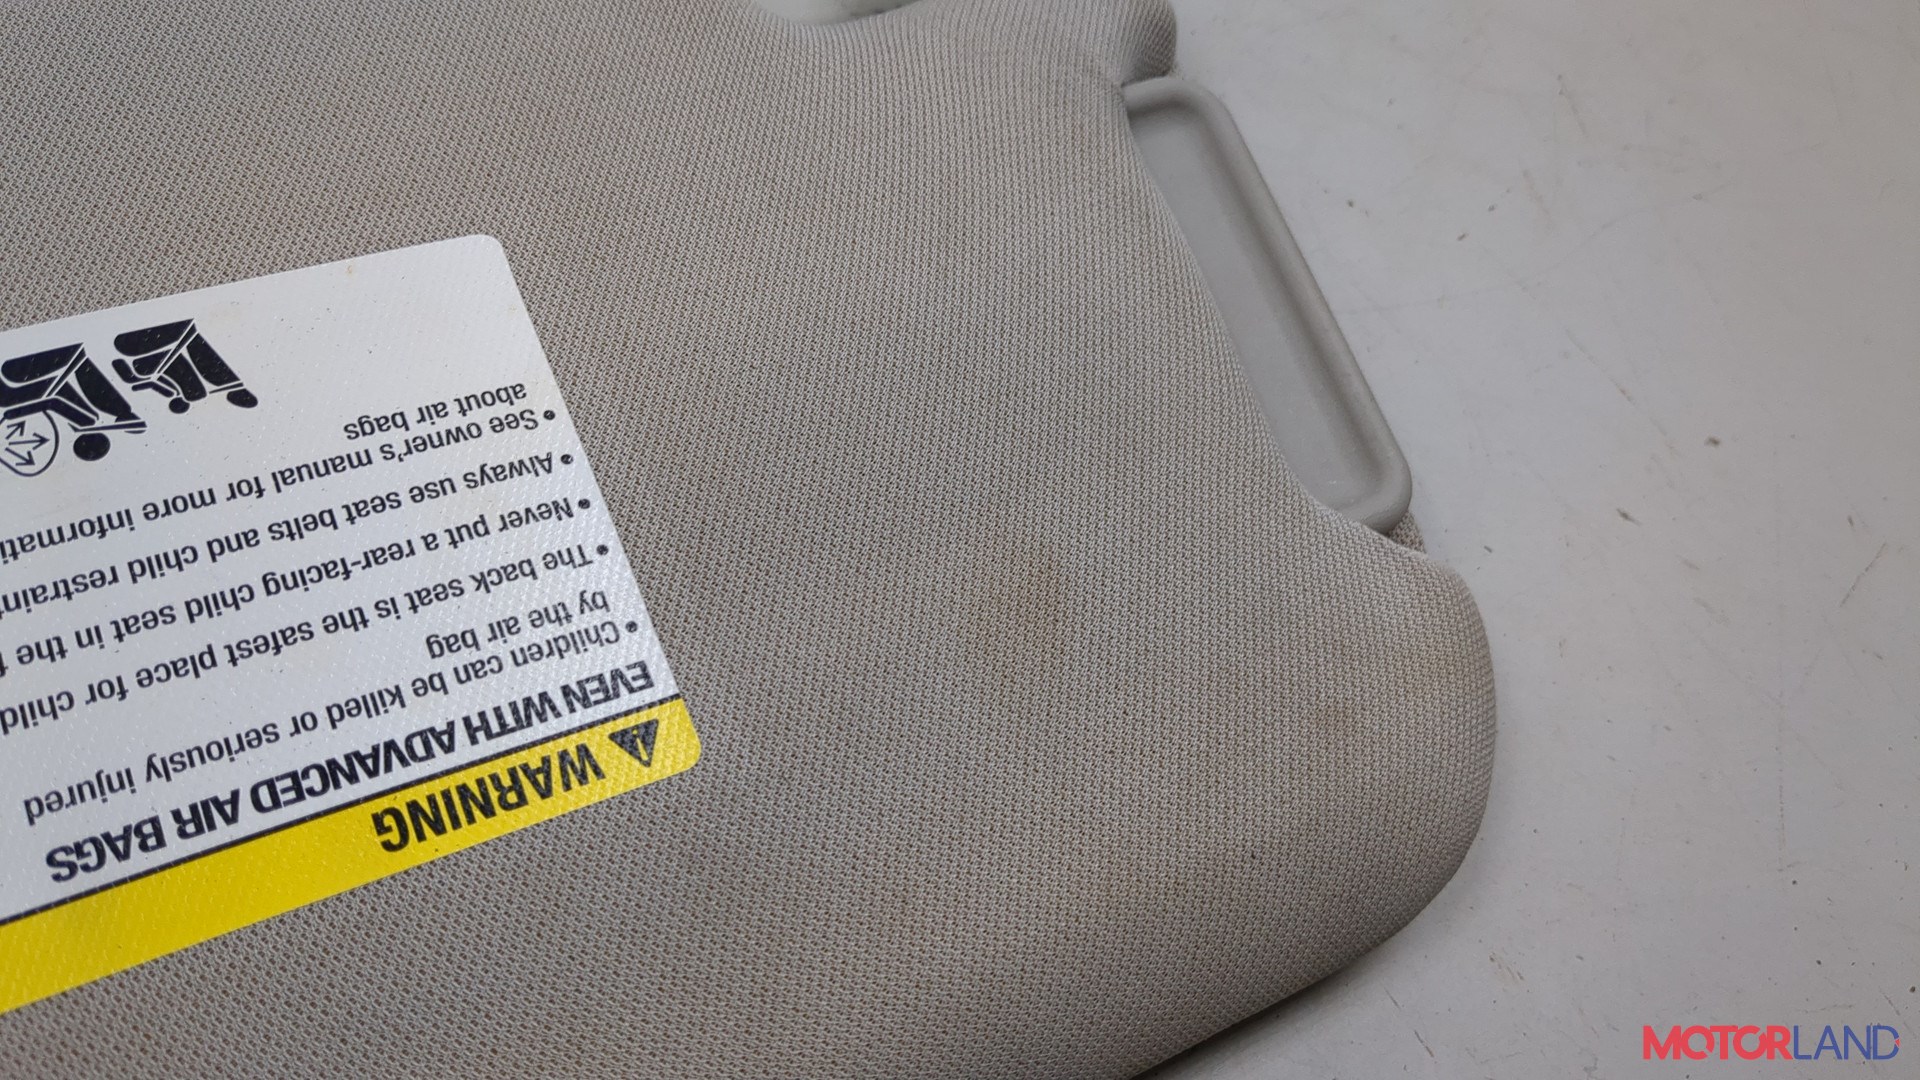 WARNING
EVEN WITH ADVANCED AIR BAGS
• Children can be killed or seriously injured
by the air bag
• The back seat is the safest place for child
• Never put a rear-facing child seat in the f
• Always use seat belts and child restraint
• See owner's manual for more informati
about air bags
MOTORLAND